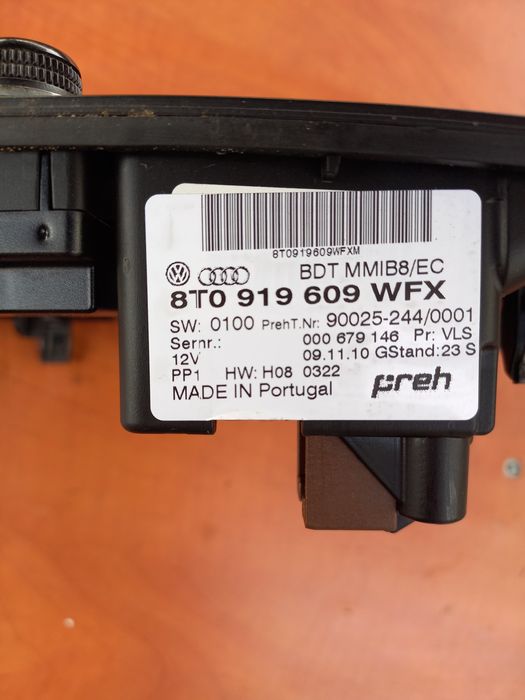 8T0919609WFXM
BDT MMIB8/EC
8T0 919 609 WFX
SW: 0100 PrehT.Nr: 90025-244/0001
Sernr.: 000 679 146 Pr: VLS
12V 09.11.10 GStand: 23 S
PP1 HW: H08 0322
MADE IN Portugal preh